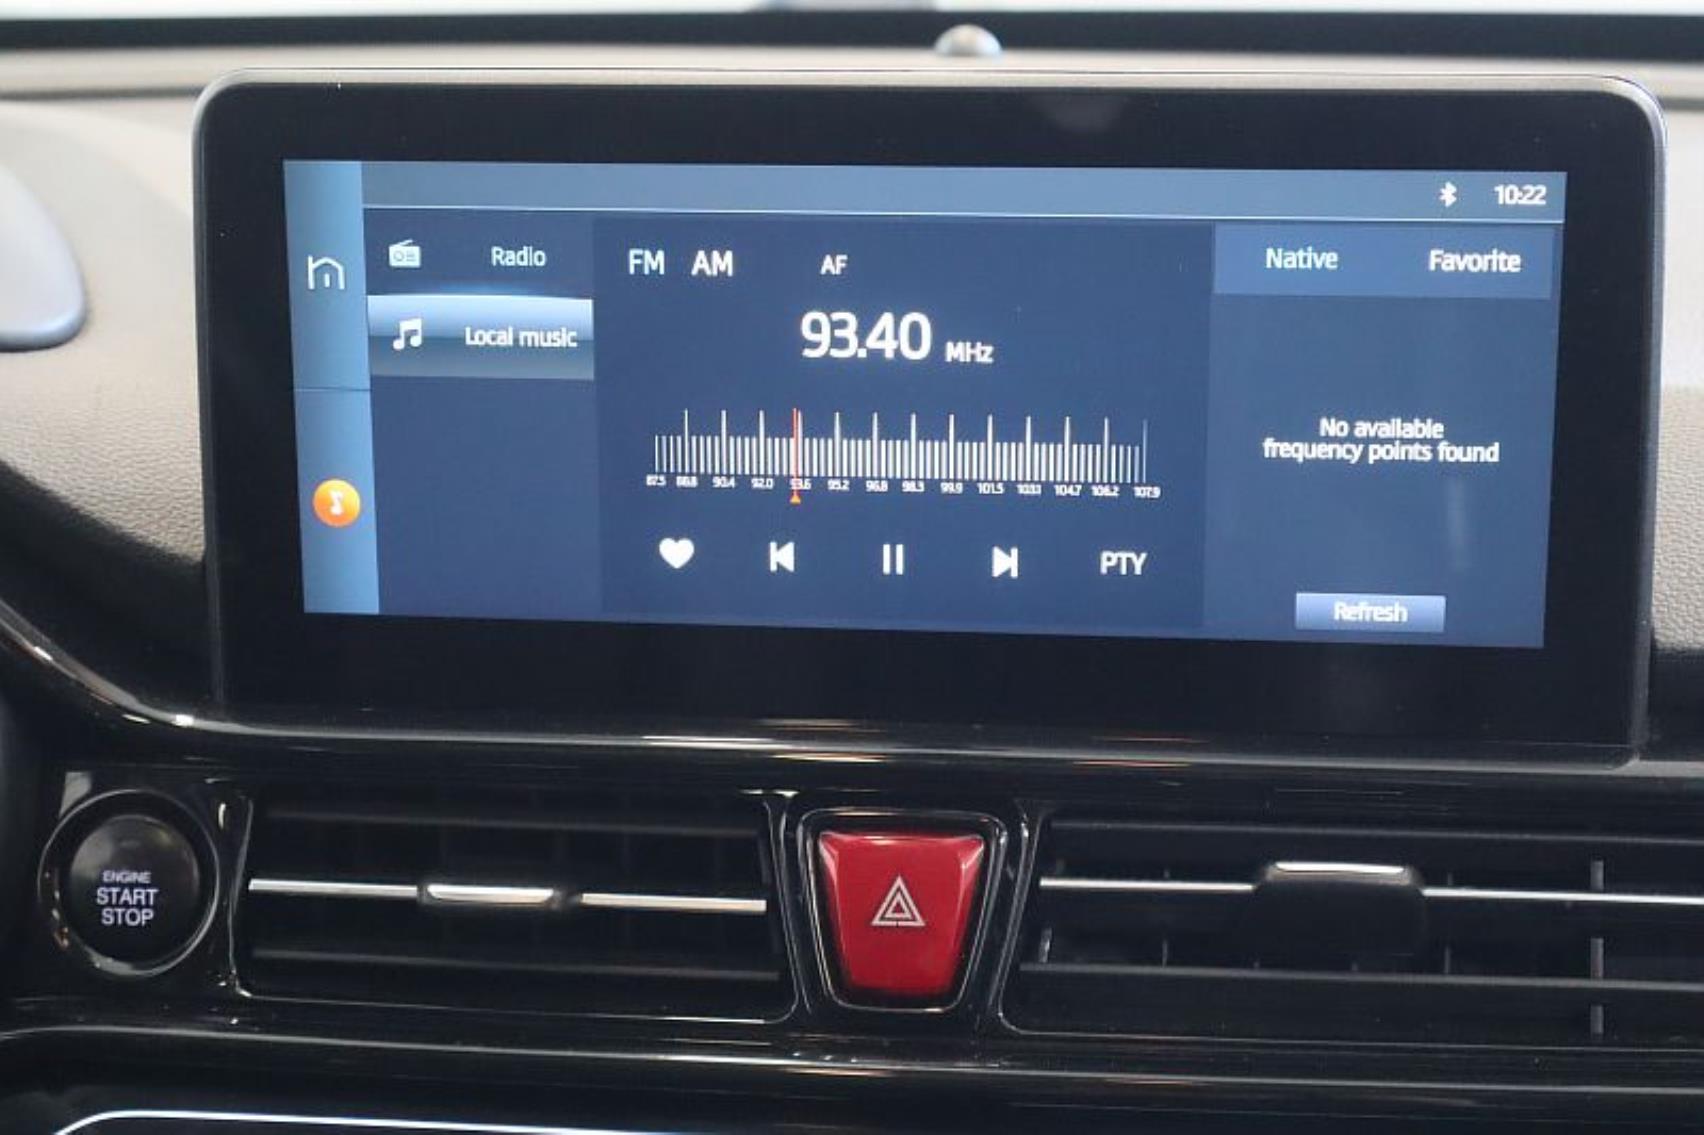 10:22
Radio
Local music
FM AM AF
93.40 MHz
87.5 88.8 90.4 92.0 93.6 95.2 96.8 98.3 99.9 101.5 103.1 104.7 106.2 107.9
PTY
Native Favorite
No available
frequency points found
Refresh
ENGINE
START
STOP